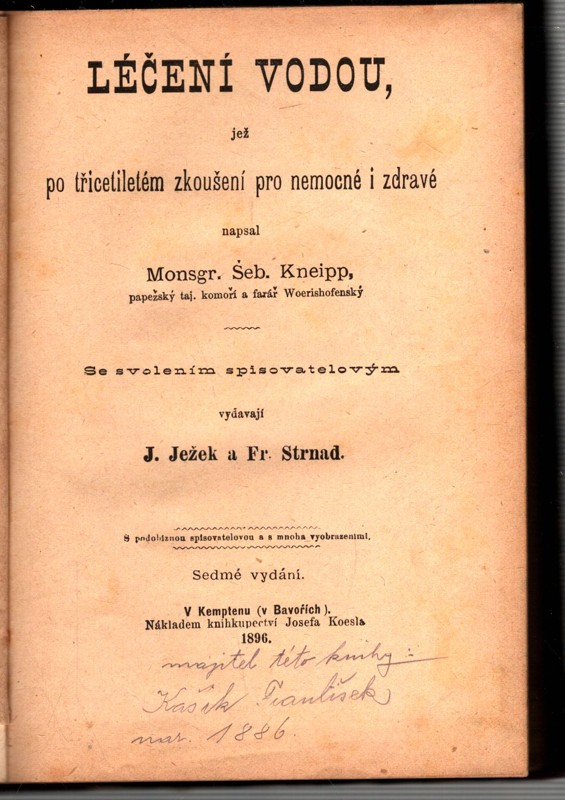 LÉČENÍ VODOU,
jež
po třicetiletém zkoušení pro nemocné i zdravé
napsal
Monsgr. Šeb. Kneipp,
papežský taj. komoří a farář Woerishofenský
Se svolením spisovatelovým
vydavají
J. Ježek a Fr. Strnad.
S podobiznou spisovatelovou a s mnoha vyobrazeními.
Sedmé vydání.
V Kemptenu (v Bavořích).
Nákladem knihkupectví Josefa Koesla
1896.
majitel této knihy:
Kašík František
nar. 1886.